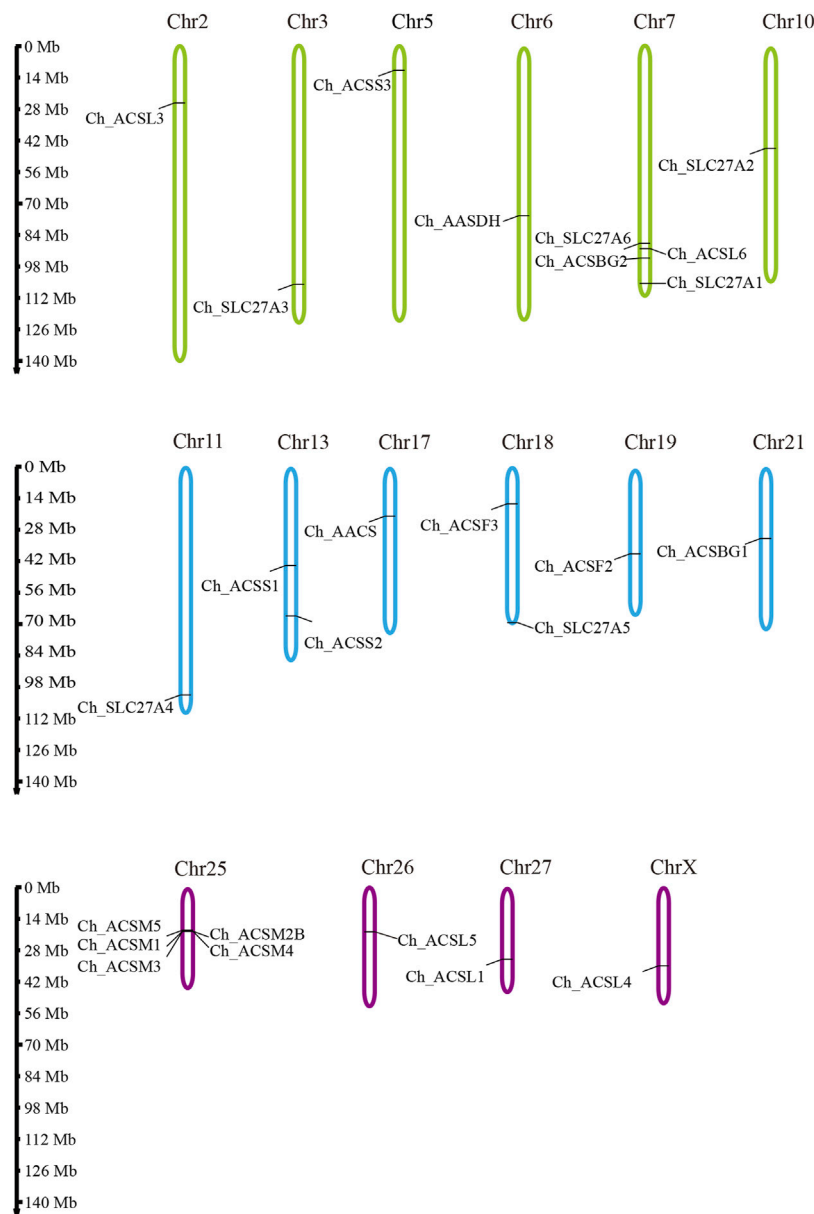 Chr2 Chr3 Chr5 Chr6 Chr7 Chr10
0 Mb
14 Mb
28 Mb
42 Mb
56 Mb
70 Mb
84 Mb
98 Mb
112 Mb
126 Mb
140 Mb
Ch_ACSL3
Ch_SLC27A3
Ch_ACSS3
Ch_AASDH
Ch_SLC27A6
Ch_ACSL6
Ch_ACSBG2
Ch_SLC27A1
Ch_SLC27A2
Chr11 Chr13 Chr17 Chr18 Chr19 Chr21
0 Mb
14 Mb
28 Mb
42 Mb
56 Mb
70 Mb
84 Mb
98 Mb
112 Mb
126 Mb
140 Mb
Ch_SLC27A4
Ch_ACSS1
Ch_ACSS2
Ch_AACS
Ch_ACSF3
Ch_SLC27A5
Ch_ACSF2
Ch_ACSBG1
Chr25 Chr26 Chr27 ChrX
0 Mb
14 Mb
28 Mb
42 Mb
56 Mb
70 Mb
84 Mb
98 Mb
112 Mb
126 Mb
140 Mb
Ch_ACSM5
Ch_ACSM1
Ch_ACSM3
Ch_ACSM2B
Ch_ACSM4
Ch_ACSL5
Ch_ACSL1
Ch_ACSL4